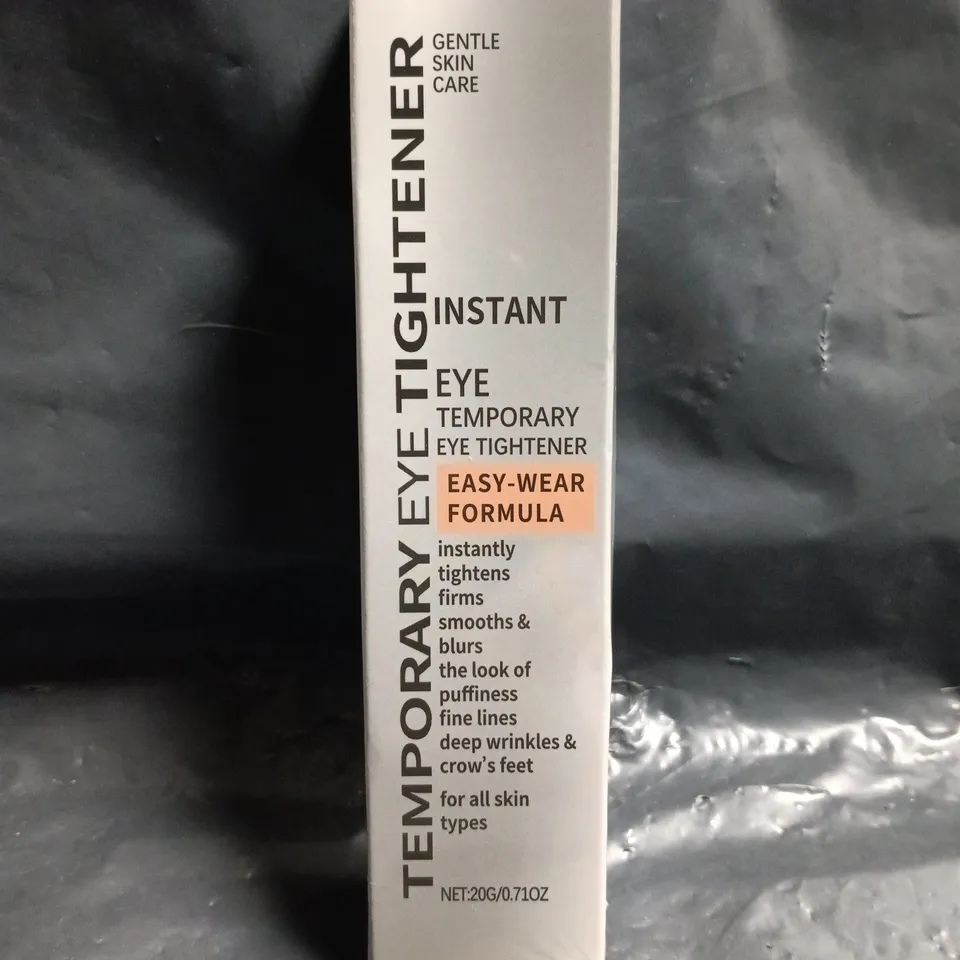 TEMPORARY EYE TIGHTENER
GENTLE
SKIN
CARE
INSTANT
EYE
TEMPORARY
EYE TIGHTENER
EASY-WEAR
FORMULA
instantly
tightens
firms
smooths &
blurs
the look of
puffiness
fine lines
deep wrinkles &
crow's feet
for all skin
types
NET:20G/0.71OZ